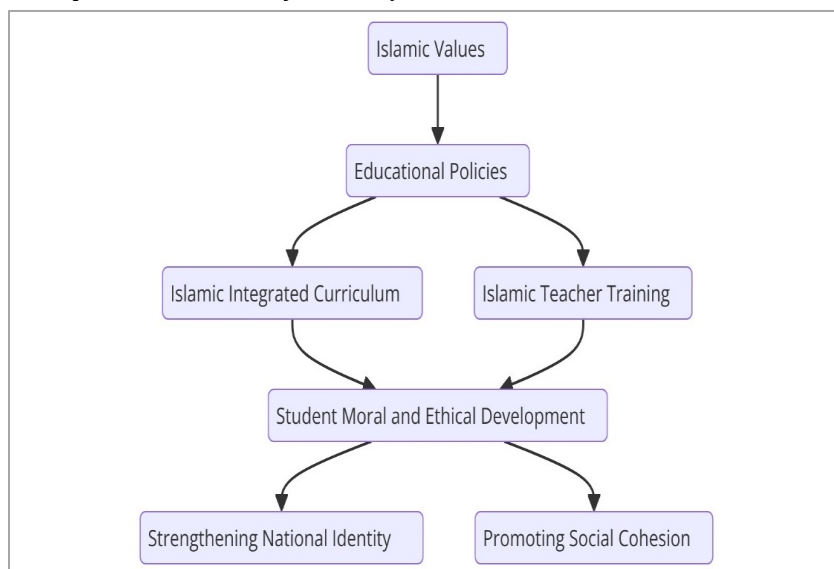 Islamic Values
Educational Policies
Islamic Integrated Curriculum
Islamic Teacher Training
Student Moral and Ethical Development
Strengthening National Identity
Promoting Social Cohesion